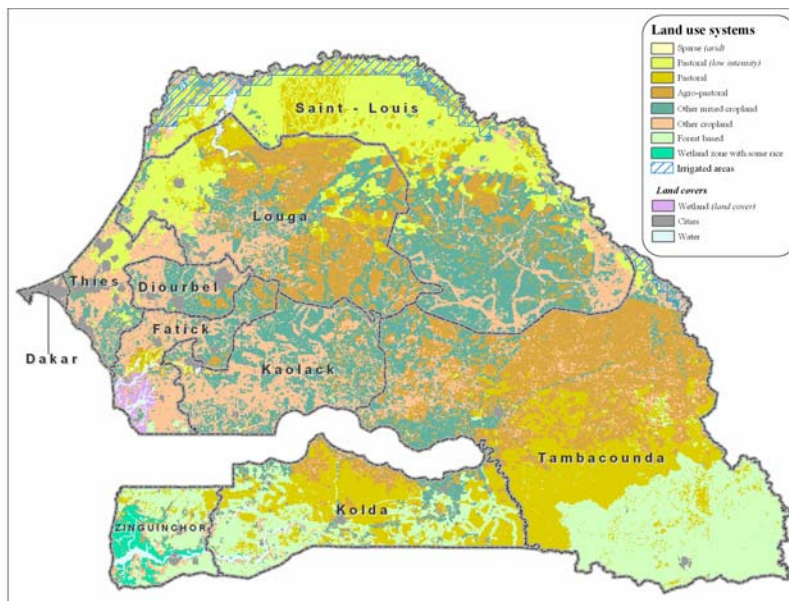 Land use systems
Sparse (arid)
Pastoral (low intensity)
Pastoral
Agro-pastoral
Other mixed cropland
Other cropland
Forest based
Wetland zone with some rice
Irrigated areas
Land covers
Wetland (land cover)
Cities
Water
Saint - Louis
Louga
Thies
Diourbel
Fatick
Dakar
Kaolack
Tambacounda
Kolda
ZINGUINCHOR